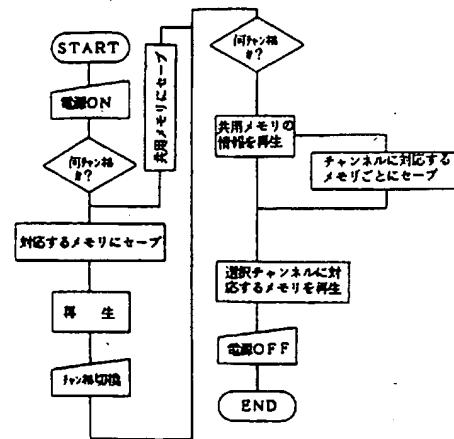 START
電源ON
何チャンネル
か?
共用メモリにセーブ
対応するメモリにセーブ
再 生
チャンネル切換
何チャンネル
か?
共用メモリの
情報を再生
チャンネルに対応する
メモリごとにセーブ
選択チャンネルに対
応するメモリを再生
電源OFF
END